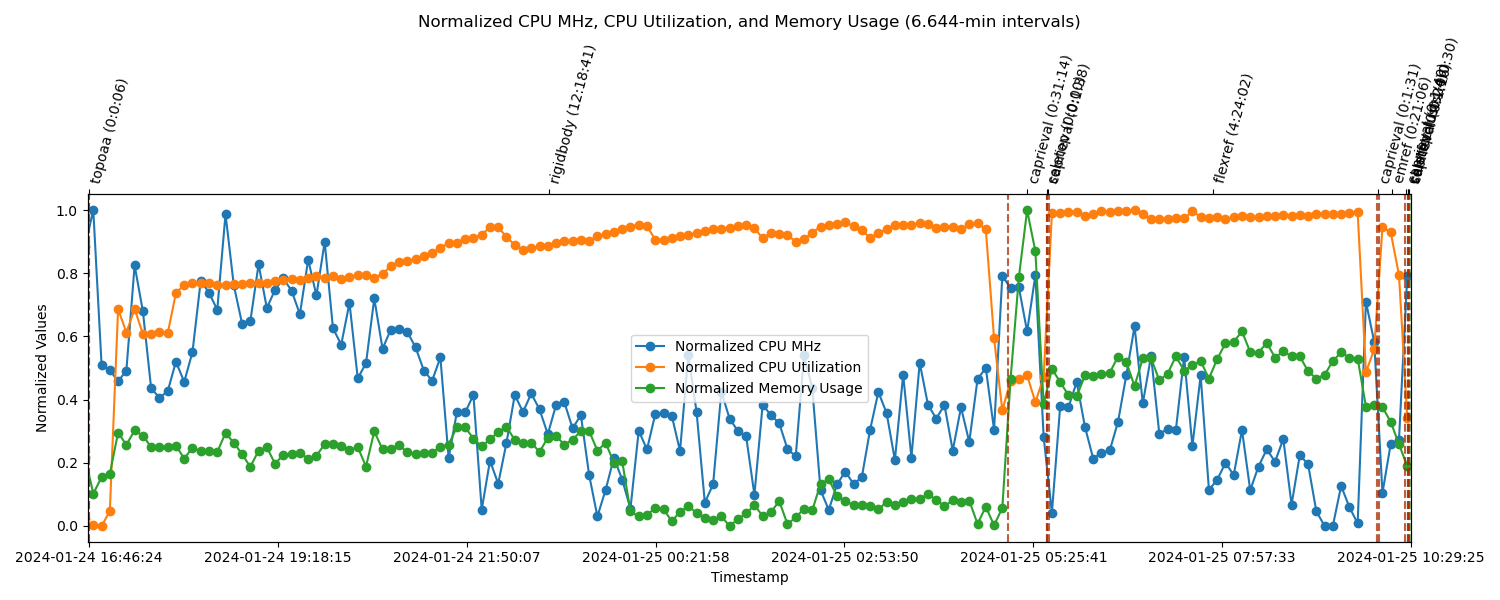 Normalized CPU MHz, CPU Utilization, and Memory Usage (6.644-min intervals)
topoaa (0:0:06)
rigidbody (12:18:41)
caprieval (0:31:14)
flexref (4:24:02)
caprieval (0:1:31)
emref (0:21:06)
1.0
0.8
0.6
0.4
0.2
0.0
Normalized Values
Normalized CPU MHz
Normalized CPU Utilization
Normalized Memory Usage
2024-01-24 16:46:24
2024-01-24 19:18:15
2024-01-24 21:50:07
2024-01-25 00:21:58
2024-01-25 02:53:50
2024-01-25 05:25:41
2024-01-25 07:57:33
2024-01-25 10:29:25
Timestamp